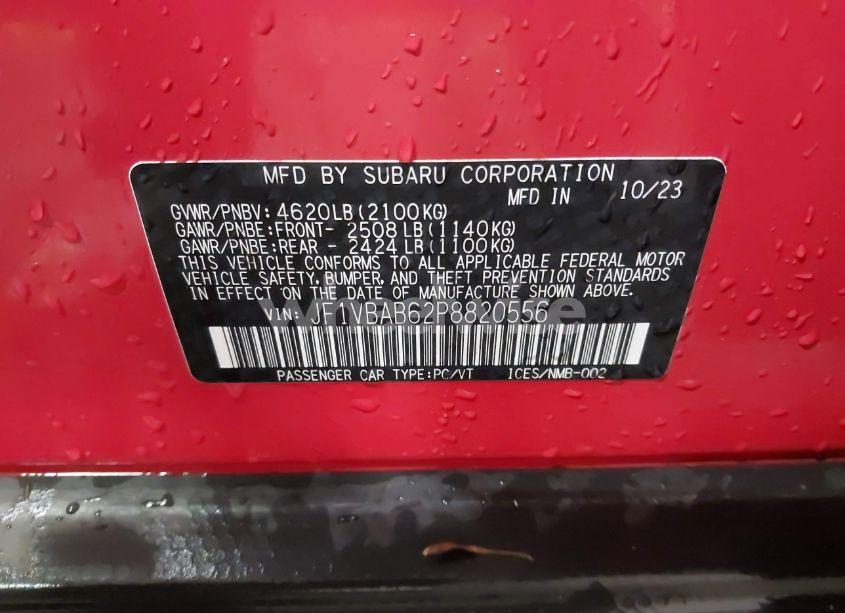 MFD BY SUBARU CORPORATION
MFD IN 10/23
GVWR/PNBV: 4620LB(2100KG)
GAWR/PNBE:FRONT- 2508LB(1140KG)
GAWR/PNBE:REAR - 2424LB(1100KG)
THIS VEHICLE CONFORMS TO ALL APPLICABLE FEDERAL MOTOR
VEHICLE SAFETY, BUMPER, AND THEFT PREVENTION STANDARDS
IN EFFECT ON THE DATE OF MANUFACTURE SHOWN ABOVE.
VIN: JF1VBAB62P8820556
PASSENGER CAR TYPE:PC/VT ICES/NMB-002